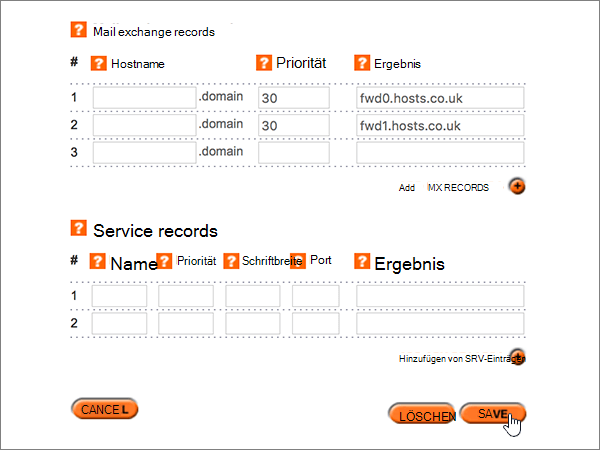 ? Mail exchange records
# ? Hostname ? Priorität ? Ergebnis
1 .domain 30 fwd0.hosts.co.uk
2 .domain 30 fwd1.hosts.co.uk
3 .domain
Add MX RECORDS +
? Service records
# ? Name ? Priorität ? Schriftbreite ? Port ? Ergebnis
1
2
Hinzufügen von SRV-Einträgen +
CANCEL LÖSCHEN SAVE